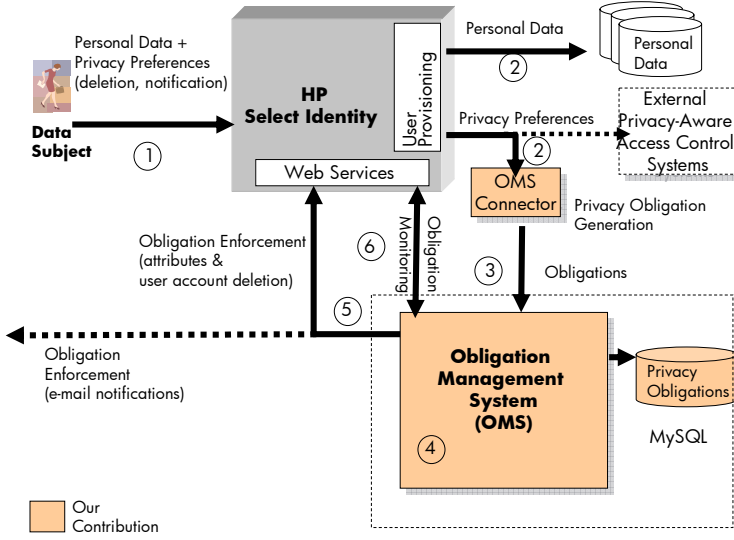 Personal Data +
Privacy Preferences
(deletion, notification)
Data
Subject
1
HP
Select Identity
User
Provisioning
Web Services
Personal Data
2
Personal
Data
Privacy Preferences
2
External
Privacy-Aware
Access Control
Systems
OMS
Connector
Privacy Obligation
Generation
3
Obligations
Obligation Enforcement
(attributes &
user account deletion)
6
Obligation
Monitoring
5
Obligation
Enforcement
(e-mail notifications)
Obligation
Management
System
(OMS)
4
Privacy
Obligations
MySQL
Our
Contribution